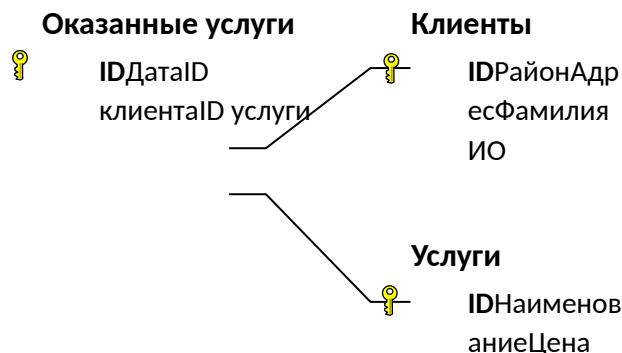 Оказанные услуги
IDДатаID
клиентаID услуги
Клиенты
IDРайонАдр
есФамилия
ИО
Услуги
IDНаименов
аниеЦена